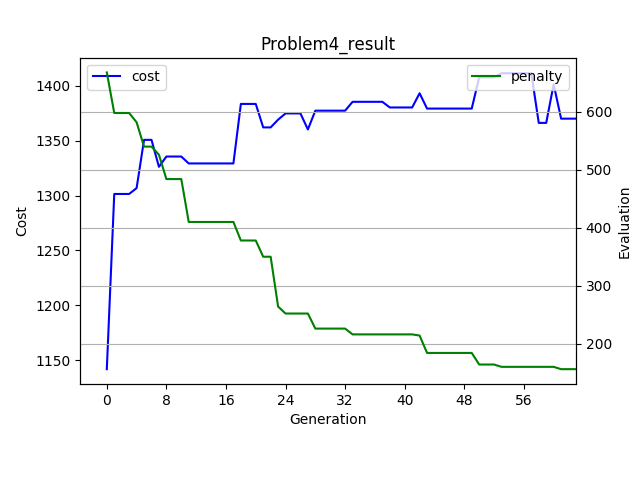 Problem4_result
cost
penalty
1400
1350
1300
1250
1200
1150
600
500
400
300
200
Cost
Evaluation
0 8 16 24 32 40 48 56
Generation